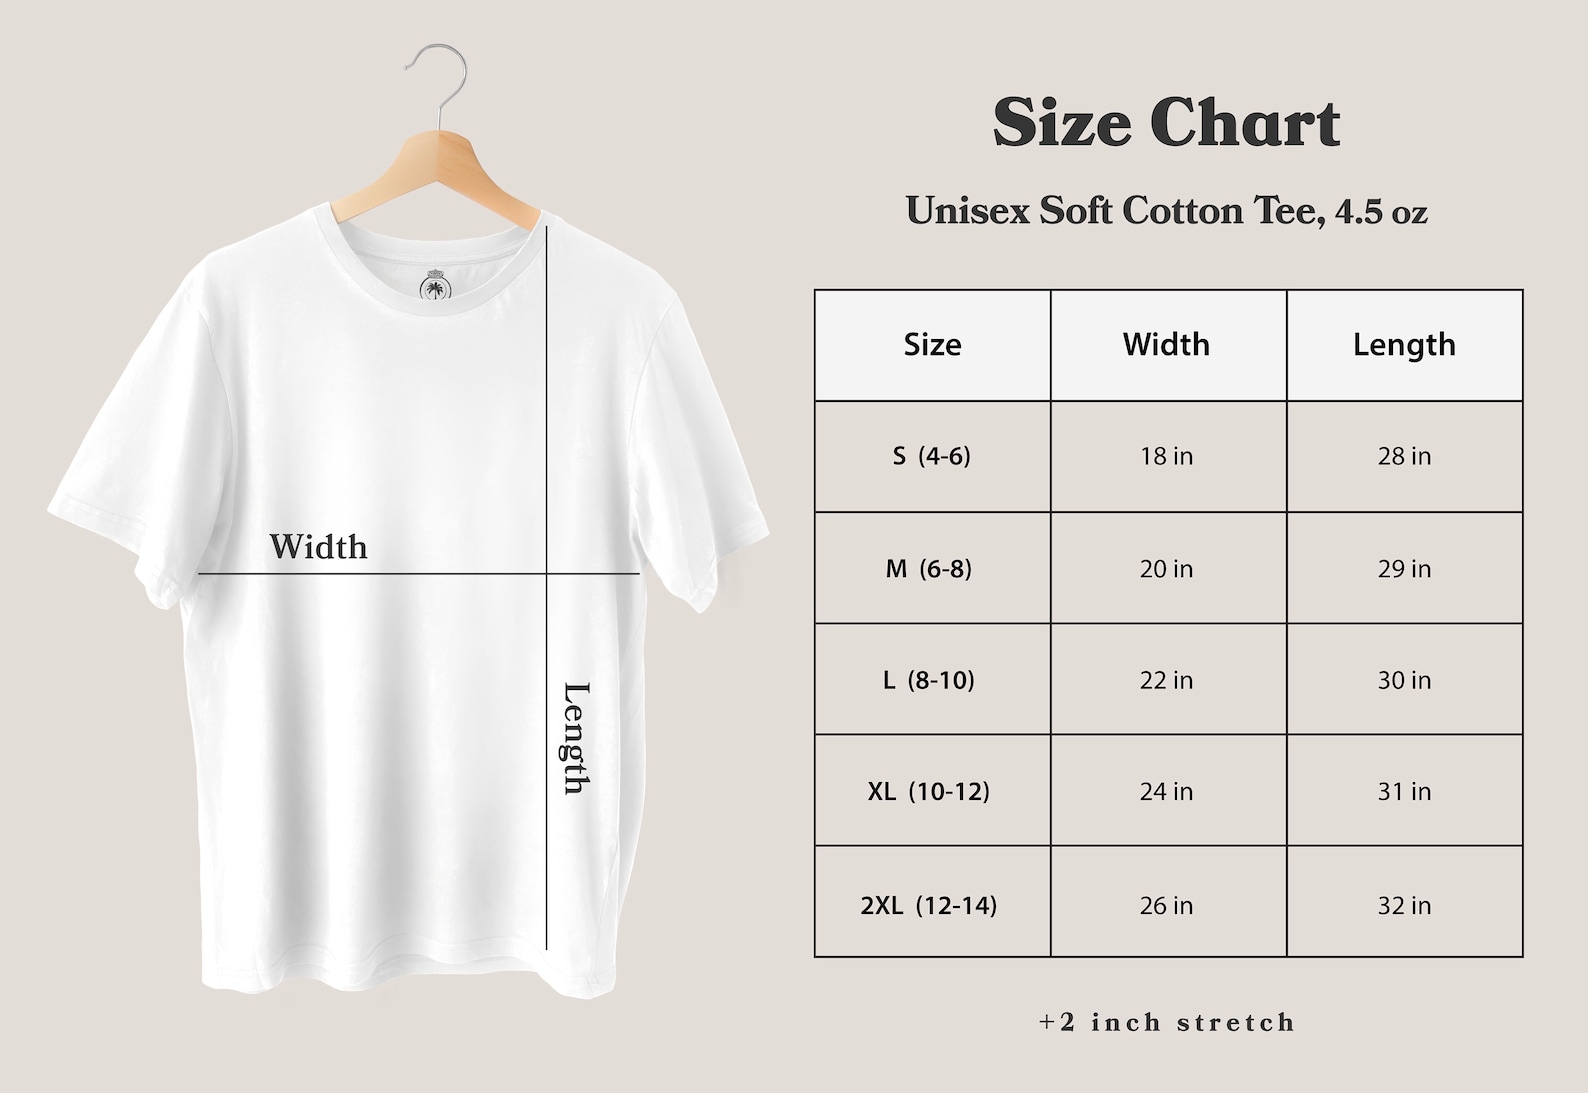 Size Chart
Unisex Soft Cotton Tee, 4.5 oz
Size Width Length
S (4-6) 18 in 28 in
M (6-8) 20 in 29 in
L (8-10) 22 in 30 in
XL (10-12) 24 in 31 in
2XL (12-14) 26 in 32 in
+2 inch stretch
Width
Length